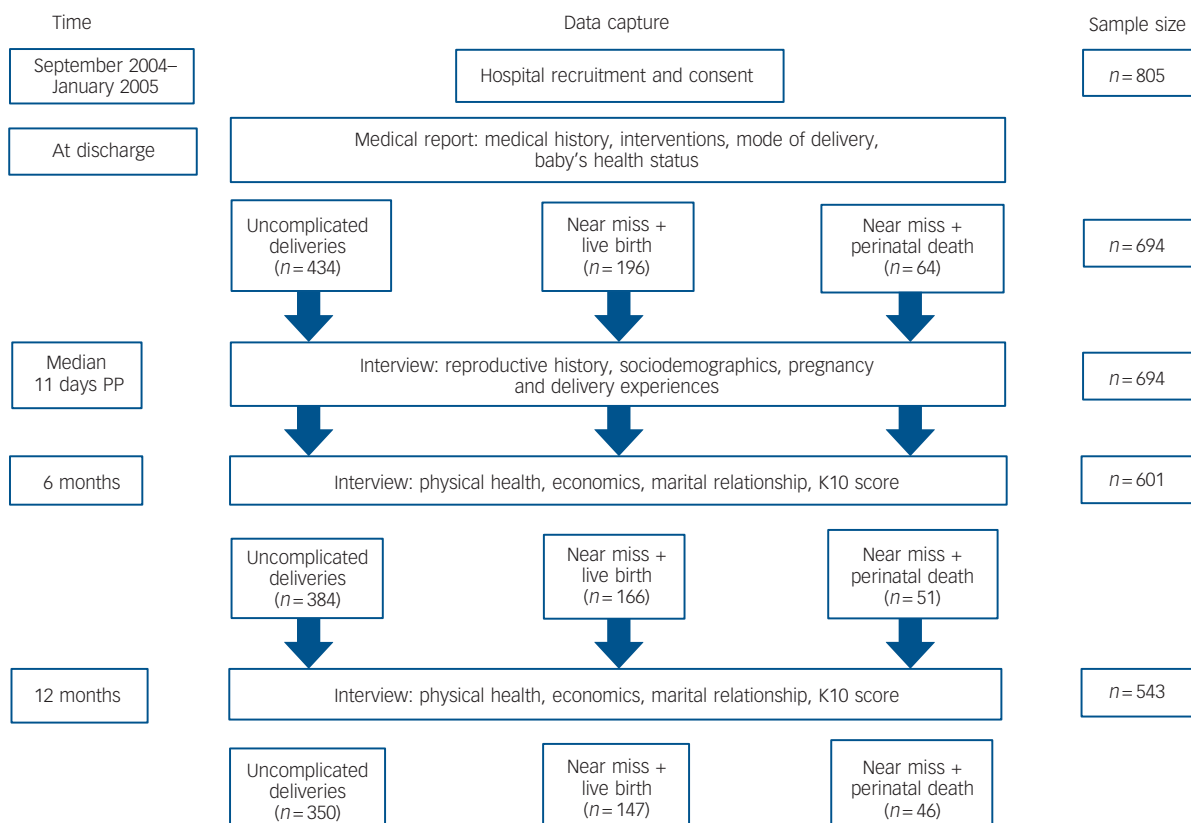 Time
Data capture
Sample size
September 2004–
January 2005
Hospital recruitment and consent
n=805
At discharge
Medical report: medical history, interventions, mode of delivery,
baby's health status
Uncomplicated
deliveries
(n=434)
Near miss +
live birth
(n=196)
Near miss +
perinatal death
(n=64)
n=694
Median
11 days PP
Interview: reproductive history, sociodemographics, pregnancy
and delivery experiences
n=694
6 months
Interview: physical health, economics, marital relationship, K10 score
n=601
Uncomplicated
deliveries
(n=384)
Near miss +
live birth
(n=166)
Near miss +
perinatal death
(n=51)
12 months
Interview: physical health, economics, marital relationship, K10 score
n=543
Uncomplicated
deliveries
(n=350)
Near miss +
live birth
(n=147)
Near miss +
perinatal death
(n=46)